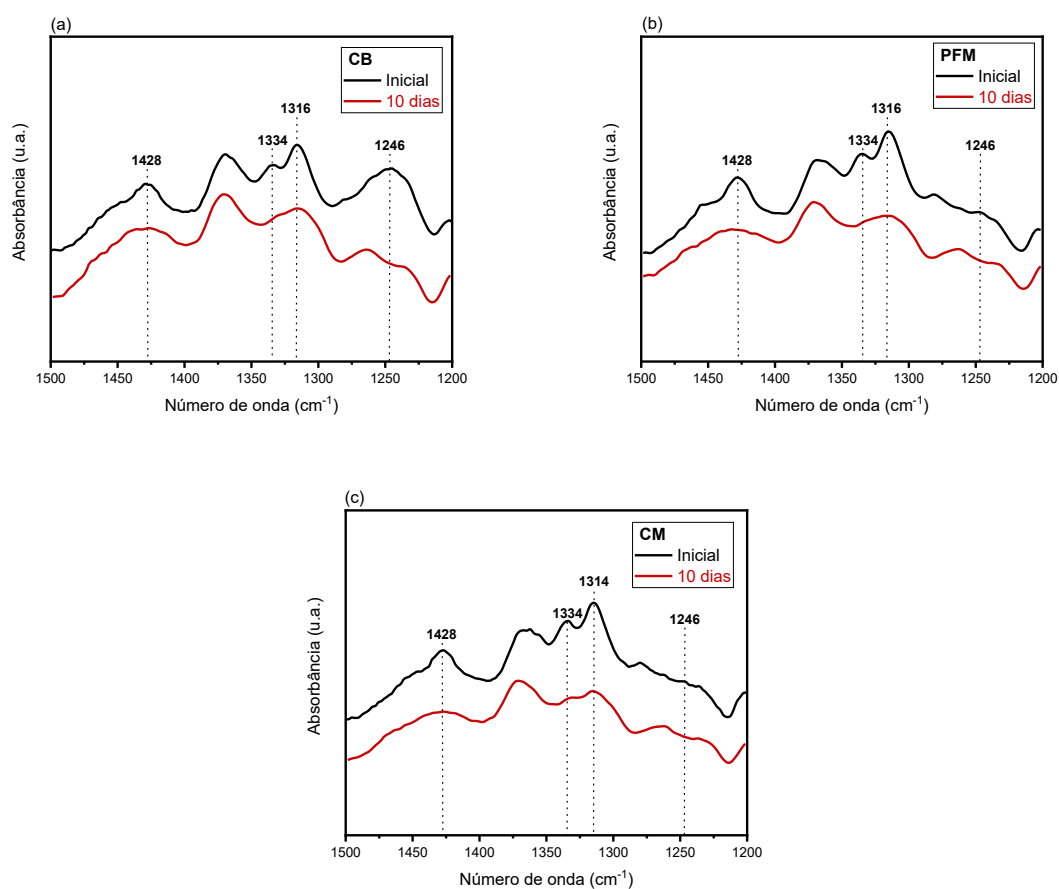 (a)
CB
Inicial
10 dias
1428
1334
1316
1246
Absorbância (u.a.)
1500 1450 1400 1350 1300 1250 1200
Número de onda (cm⁻¹)
(b)
PFM
Inicial
10 dias
1428
1334
1316
1246
Absorbância (u.a.)
1500 1450 1400 1350 1300 1250 1200
Número de onda (cm⁻¹)
(c)
CM
Inicial
10 dias
1428
1334
1314
1246
Absorbância (u.a.)
1500 1450 1400 1350 1300 1250 1200
Número de onda (cm⁻¹)